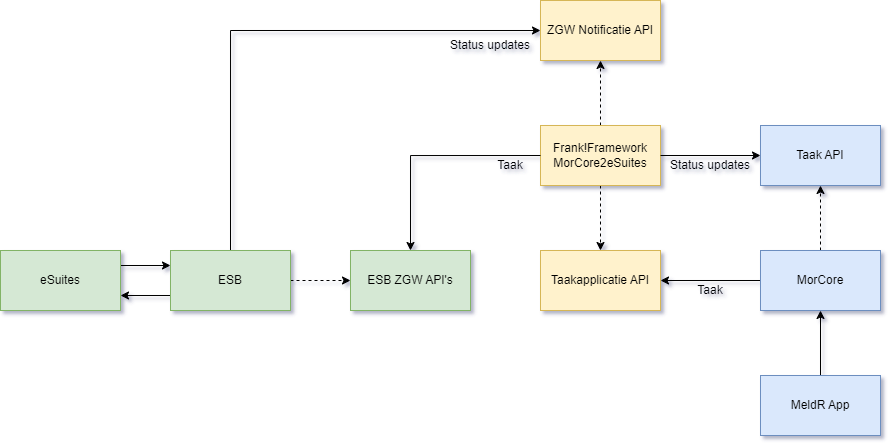 ZGW Notificatie API
Status updates
Frank!Framework
MorCore2eSuites
Taak
Status updates
Taak API
eSuites
ESB
ESB ZGW API's
Taakapplicatie API
Taak
MorCore
MeldR App